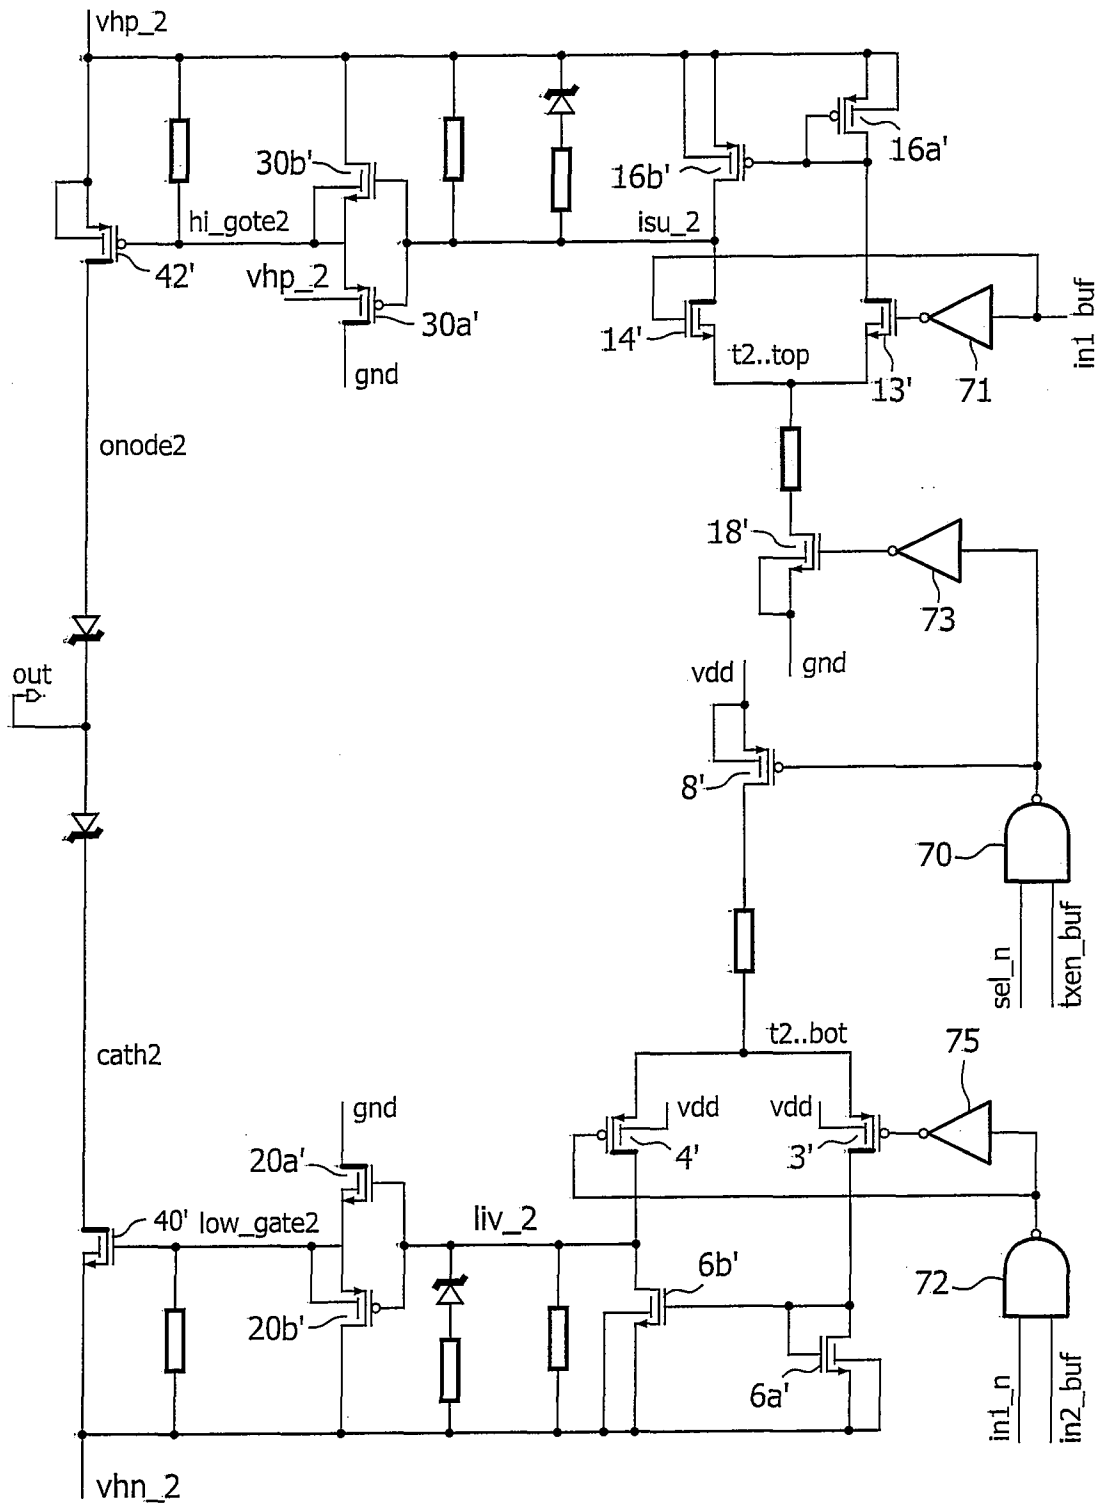 vhp_2
16a'
30b'
16b'
hi_gote2
isu_2
42'
vhp_2
30a'
14'
in1_buf
t2..top
13'
71
gnd
onode2
18'
73
gnd
out
vdd
8'
70
sel_n
txen_buf
t2..bot
75
cath2
gnd
vdd
vdd
20a'
4'
3'
40'
low_gate2
liv_2
6b'
72
20b'
6a'
in1_n
in2_buf
vhn_2